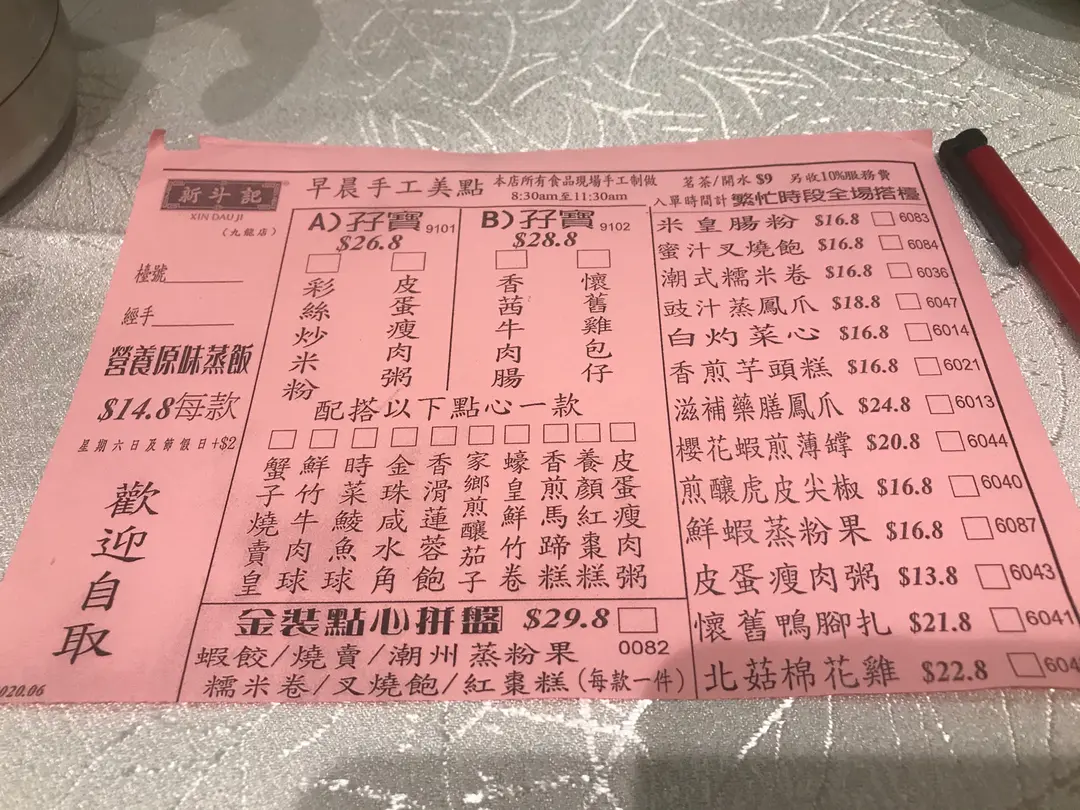 新斗記
XIN DAU JI
(九龍店)
檯號
經手
營養原味蒸飯
$14.8每款
星期六日及節假日+$2
歡迎自取
早晨手工美點
本店所有食品現場手工制做
8:30am至11:30am
茗茶/開水 $9 另收10%服務費
入單時間計 繁忙時段全場搭檯
A)孖寶 9101
$26.8
彩絲炒米粉
皮蛋瘦肉粥
B)孖寶 9102
$28.8
香茜牛肉腸
懷舊雞包仔
配搭以下點心一款
蟹子燒賣皇
鮮竹牛肉球
時菜鯪魚球
金珠咸水角
香滑蓮蓉飽
家鄉煎釀茄子
蠔皇鮮竹卷
香煎馬蹄糕
養顏紅棗糕
皮蛋瘦肉粥
金裝點心拼盤 $29.8
0082
蝦餃/燒賣/潮州蒸粉果
糯米卷/叉燒飽/紅棗糕(每款一件)
米皇腸粉 $16.8 6083
蜜汁叉燒飽 $16.8 6084
潮式糯米卷 $16.8 6036
豉汁蒸鳳爪 $18.8 6047
白灼菜心 $16.8 6014
香煎芋頭糕 $16.8 6021
滋補藥膳鳳爪 $24.8 6013
櫻花蝦煎薄罉 $20.8 6044
煎釀虎皮尖椒 $16.8 6040
鮮蝦蒸粉果 $16.8 6087
皮蛋瘦肉粥 $13.8 6043
懷舊鴨腳扎 $21.8 6041
北菇棉花雞 $22.8 604
020.06